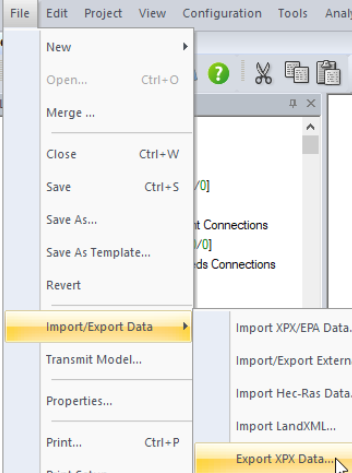 File Edit Project View Configuration Tools
New
Open... Ctrl+O
Merge ...
Close Ctrl+W
Save Ctrl+S
/0]
Save As...
nt Connections
/0]
Save As Template...
ds Connections
Revert
Import/Export Data
Import XPX/EPA Data.
Transmit Model...
Import/Export Extern
Properties...
Import Hec-Ras Data.
Import LandXML...
Print... Ctrl+P
Export XPX Data...